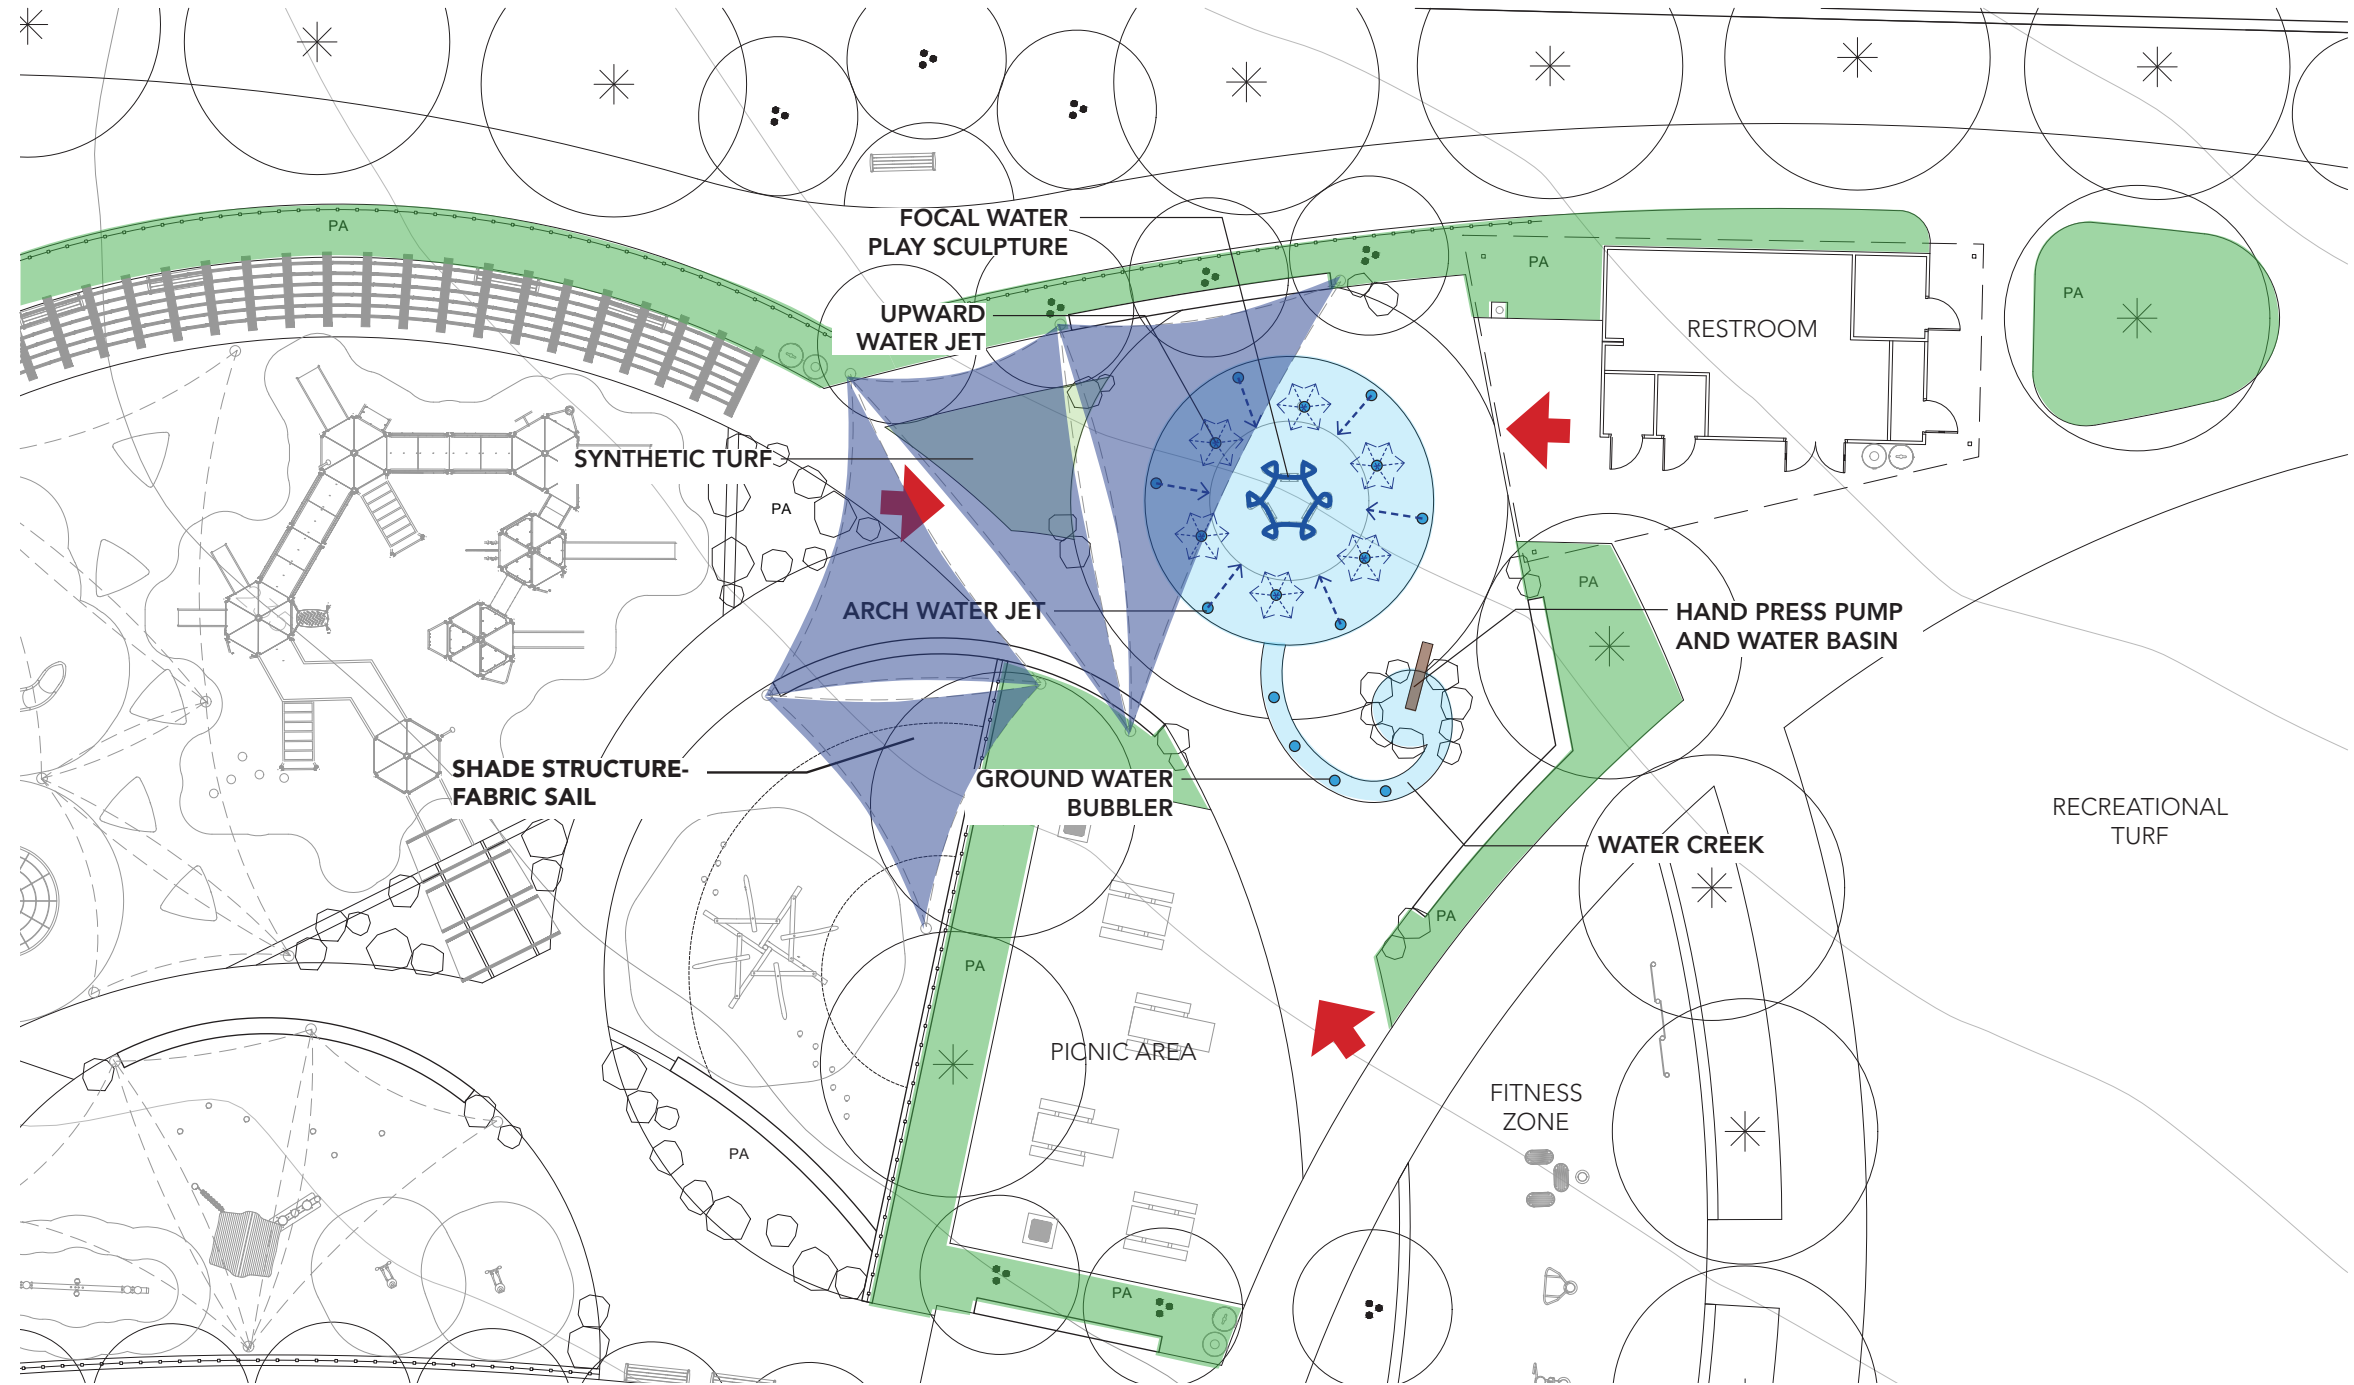 FOCAL WATER
PLAY SCULPTURE
PA
PA
PA
UPWARD
WATER JET
RESTROOM
SYNTHETIC TURF
PA
PA
ARCH WATER JET
HAND PRESS PUMP
AND WATER BASIN
SHADE STRUCTURE-
FABRIC SAIL
GROUND WATER
BUBBLER
RECREATIONAL
TURF
WATER CREEK
PA
PA
PICNIC AREA
FITNESS
ZONE
PA
PA